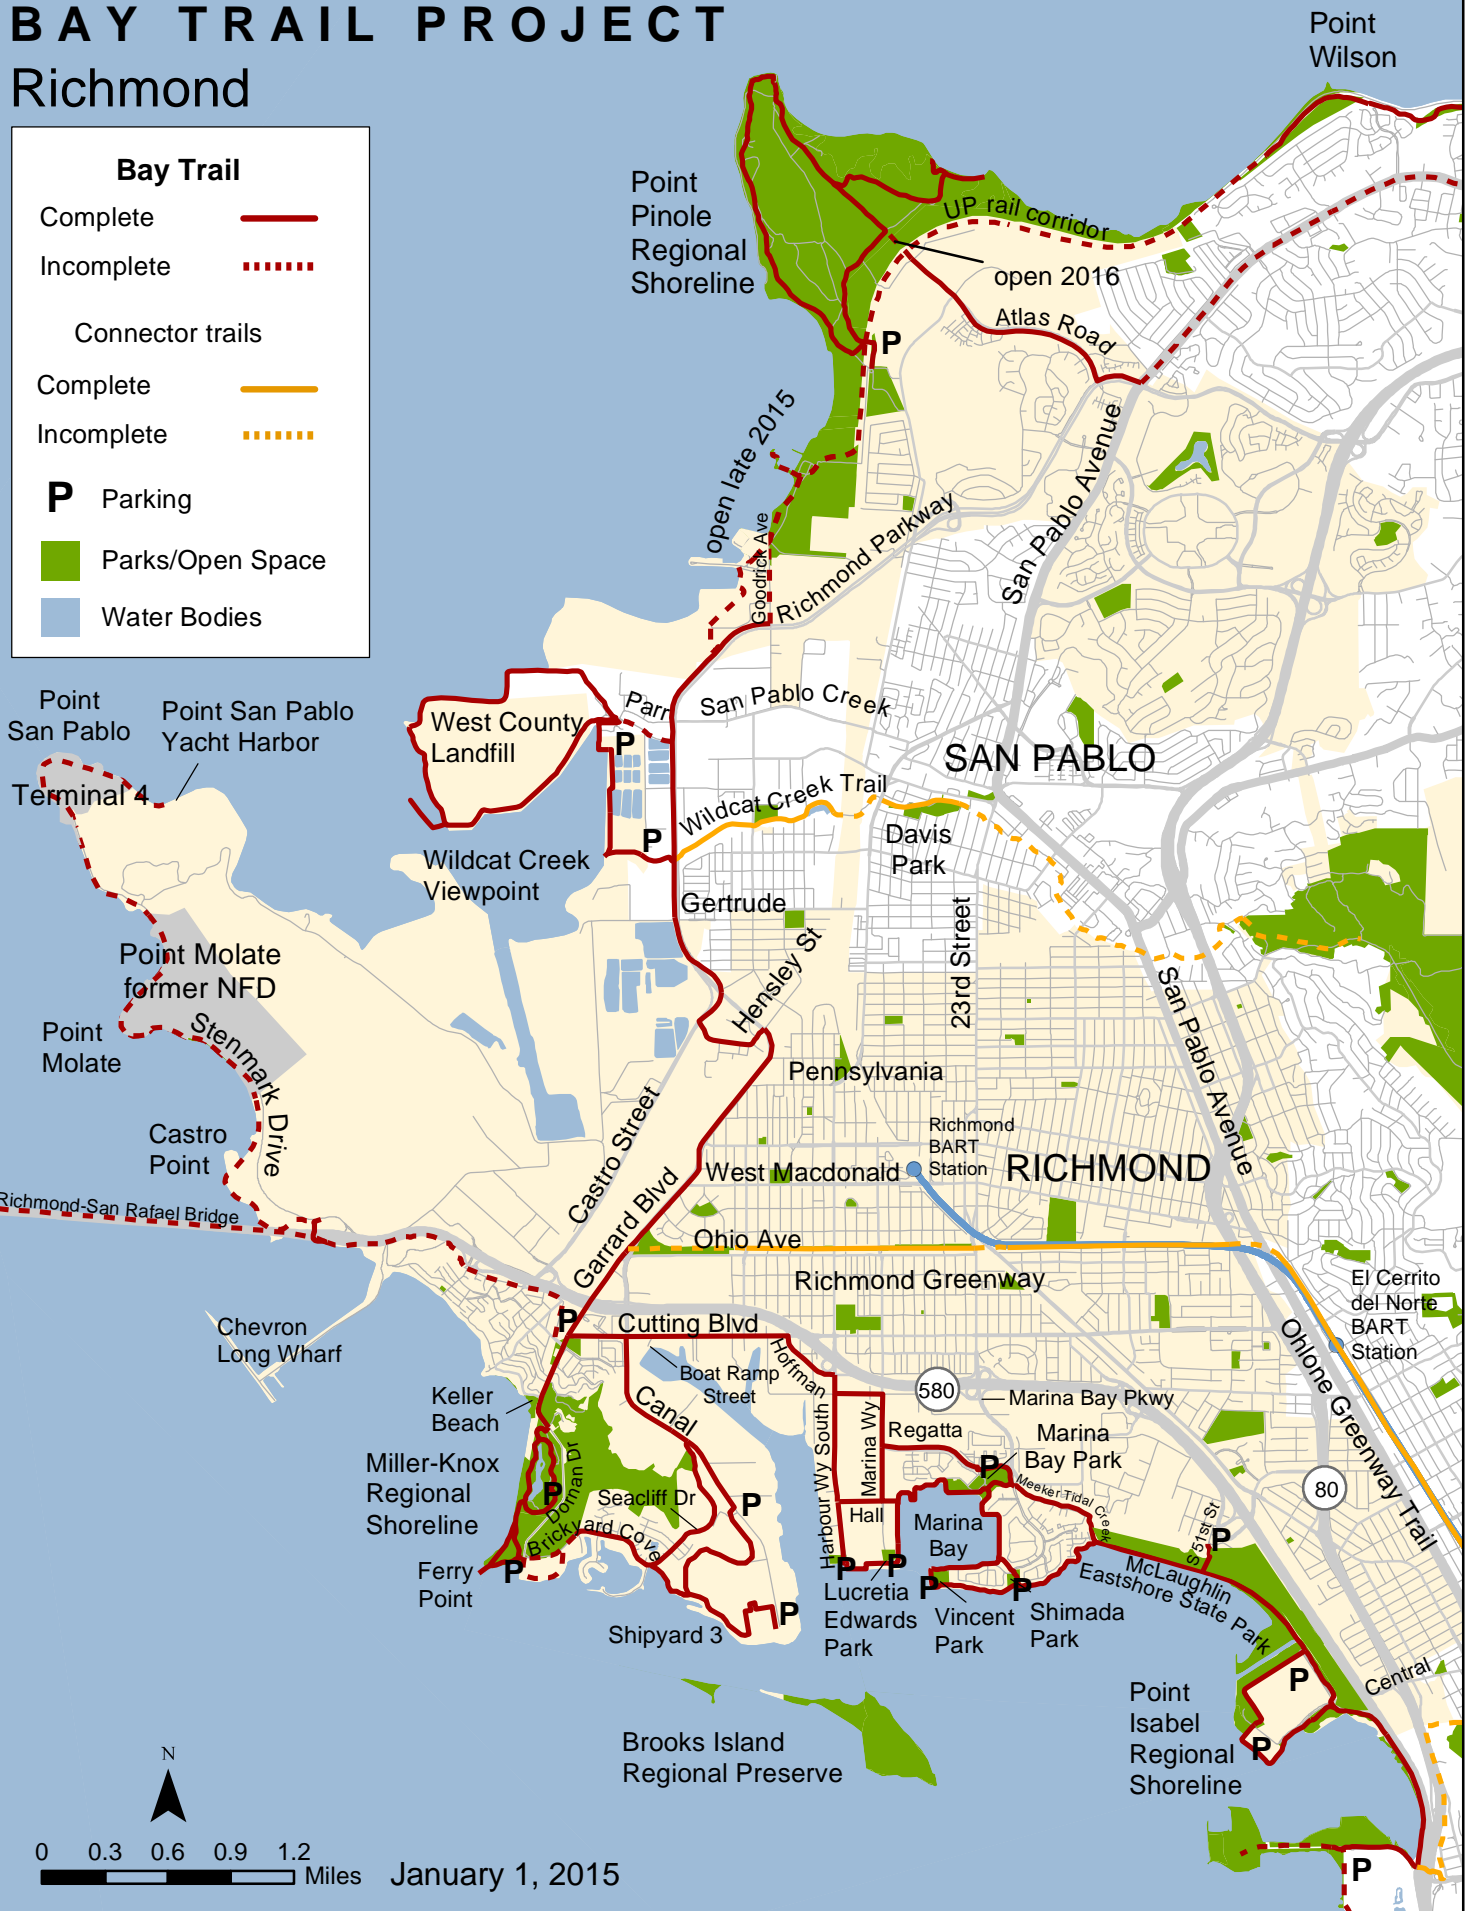 BAY TRAIL PROJECT
Richmond
Bay Trail
Complete
Incomplete
Connector trails
Complete
Incomplete
P Parking
Parks/Open Space
Water Bodies
Point
Wilson
Point
Pinole
Regional
Shoreline
UP rail corridor
open 2016
Atlas Road
P
open late 2015
Goodrick Ave
Richmond Parkway
San Pablo Avenue
Point
San Pablo
Point San Pablo
Yacht Harbor
Terminal 4
West County
Landfill
Parr
P
San Pablo Creek
SAN PABLO
Wildcat Creek Trail
P
Wildcat Creek
Viewpoint
Davis
Park
Gertrude
23rd Street
Hensley St
Point Molate
former NFD
Point
Molate
Stenmark Drive
San Pablo Avenue
Pennsylvania
Castro
Point
Castro Street
Richmond
BART
Station
West Macdonald
RICHMOND
Richmond-San Rafael Bridge
Garrard Blvd
Ohio Ave
Richmond Greenway
El Cerrito
del Norte
BART
Station
Chevron
Long Wharf
P
Cutting Blvd
Hoffman
Boat Ramp
Street
Ohlone Greenway Trail
580
Marina Bay Pkwy
Keller
Beach
Canal
Harbour Wy South
Marina Wy
Regatta
Marina
Bay Park
P
Miller-Knox
Regional
Shoreline
Dornan Dr
P
Seacliff Dr
P
Meeker Tidal Creek
80
Hall
Marina
Bay
S 51st St
P
Brickyard Cove
Ferry
Point
P
P
P
P
P
McLaughlin
Eastshore State Park
Lucretia
Edwards
Park
Vincent
Park
Shimada
Park
Shipyard 3
P
Central
P
P
Point
Isabel
Regional
Shoreline
Brooks Island
Regional Preserve
N
0 0.3 0.6 0.9 1.2
Miles
January 1, 2015
P